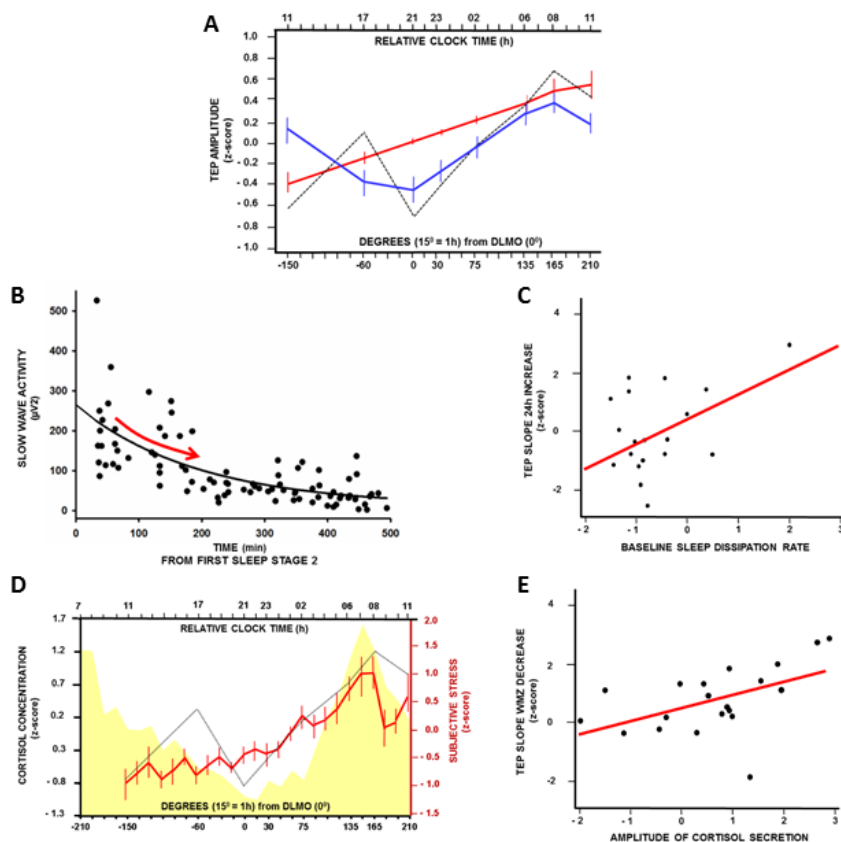 A
11 17 21 23 02 06 08 11
RELATIVE CLOCK TIME (h)
1.0
0.8
0.6
0.4
0.2
0.0
- 0.2
- 0.4
- 0.6
- 0.8
1.0
TEP AMPLITUDE
(z-score)
DEGREES (15⁰ = 1h) from DLMO (0⁰)
-150 -60 0 30 75 135 165 210
B
500
400
300
200
100
0
SLOW WAVE ACTIVITY
(µV2)
0 100 200 300 400 500
TIME (min)
FROM FIRST SLEEP STAGE 2
C
4
2
0
-2
TEP SLOPE 24h INCREASE
(z-score)
- 2 - 1 0 1 2 3
BASELINE SLEEP DISSIPATION RATE
D
7 11 17 21 23 02 06 08 11
RELATIVE CLOCK TIME (h)
1.7
1.2
0.7
0.2
0.3
- 0.8
- 1.3
CORTISOL CONCENTRATION
(z-score)
2.0
1.5
1.0
0.5
0.0
- 0.5
- 1.0
- 1.5
SUBJECTIVE STRESS
(z-score)
DEGREES (15⁰ = 1h) from DLMO (0⁰)
-210 -150 -60 0 30 75 135 165 210
E
4
2
0
-2
TEP SLOPE WMZ DECREASE
(z-score)
- 2 - 1 0 1 2 3
AMPLITUDE OF CORTISOL SECRETION